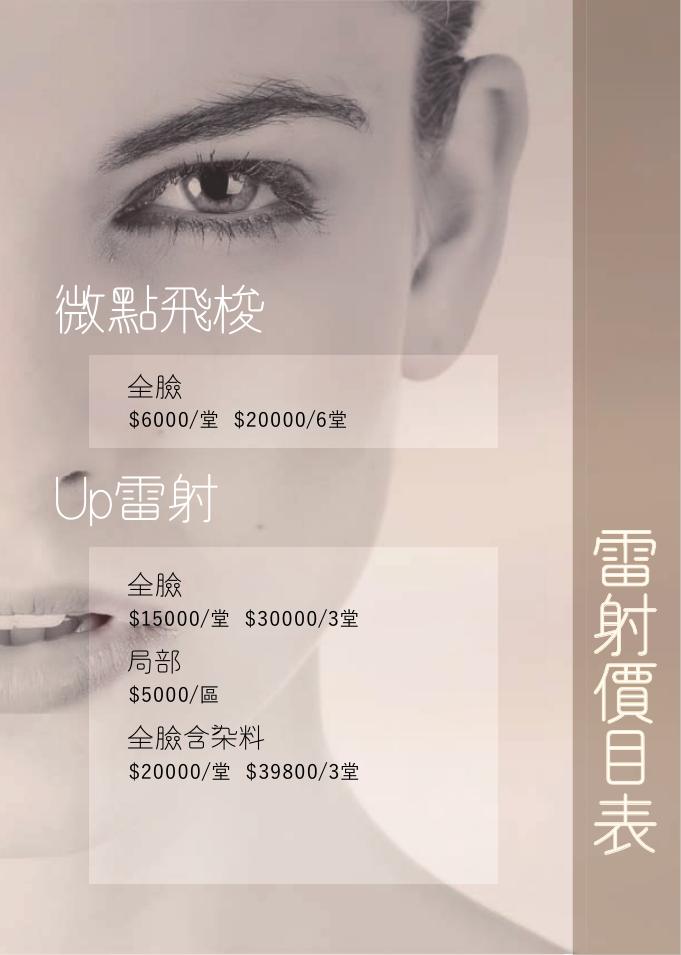 微點飛梭
全臉
$6000/堂 $20000/6堂
Up雷射
全臉
$15000/堂 $30000/3堂
局部
$5000/區
全臉含染料
$20000/堂 $39800/3堂
雷射價目表